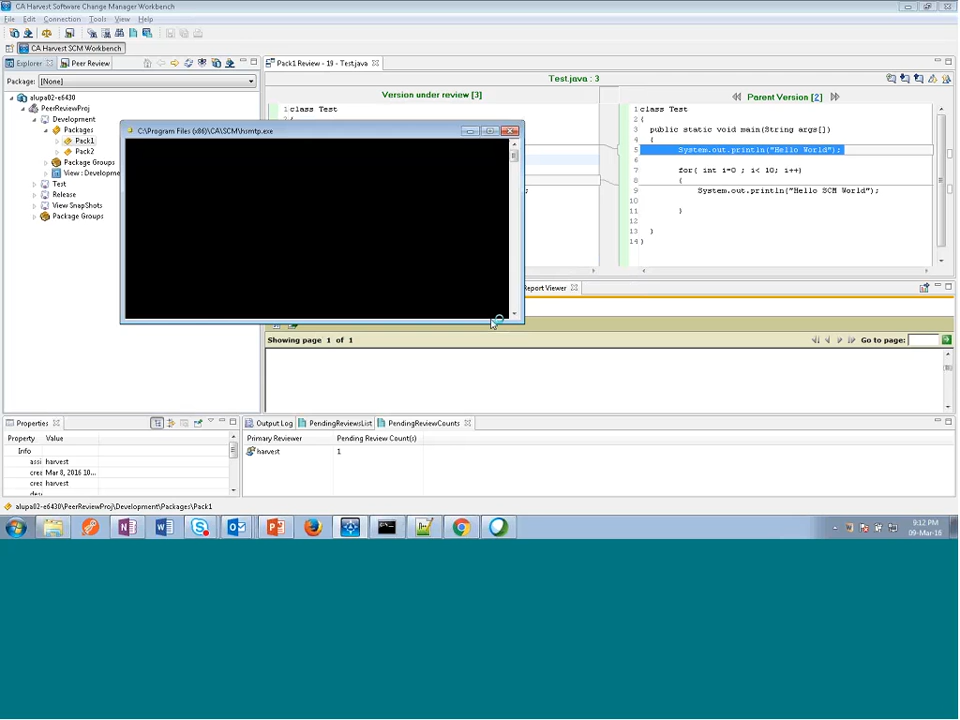 CA Harvest Software Change Manager Workbench
File Edit Connection Tools View Help
CA Harvest SCM Workbench
Explorer Peer Review
Package: [None]
alupa02-e6430
PeerReviewProj
Development
Packages
Pack1
Pack2
Package Groups
View : Developme
Test
Release
View SnapShots
Package Groups
Pack1 Review - 19 - Test.java
Test.java : 3
Version under review [3]
1 class Test
2 {
C:\Program Files (x86)\CA\SCM\hsmtp.exe
Parent Version [2]
1 class Test
2 {
3 public static void main(String args[])
4 {
5 System.out.println("Hello World");
6
7 for( int i=0 ; i< 10; i++)
8 {
9 System.out.println("Hello SCM World");
10
11 }
12
13 }
14 }
Report Viewer
Showing page 1 of 1
Go to page:
Properties
Property Value
Info
assi harvest
crea Mar 8, 2016 10...
crea harvest
Output Log PendingReviewsList PendingReviewCounts
Primary Reviewer Pending Review Count(s)
harvest 1
alupa02-e6430\PeerReviewProj\Development\Packages\Pack1
9:12 PM
09-Mar-16